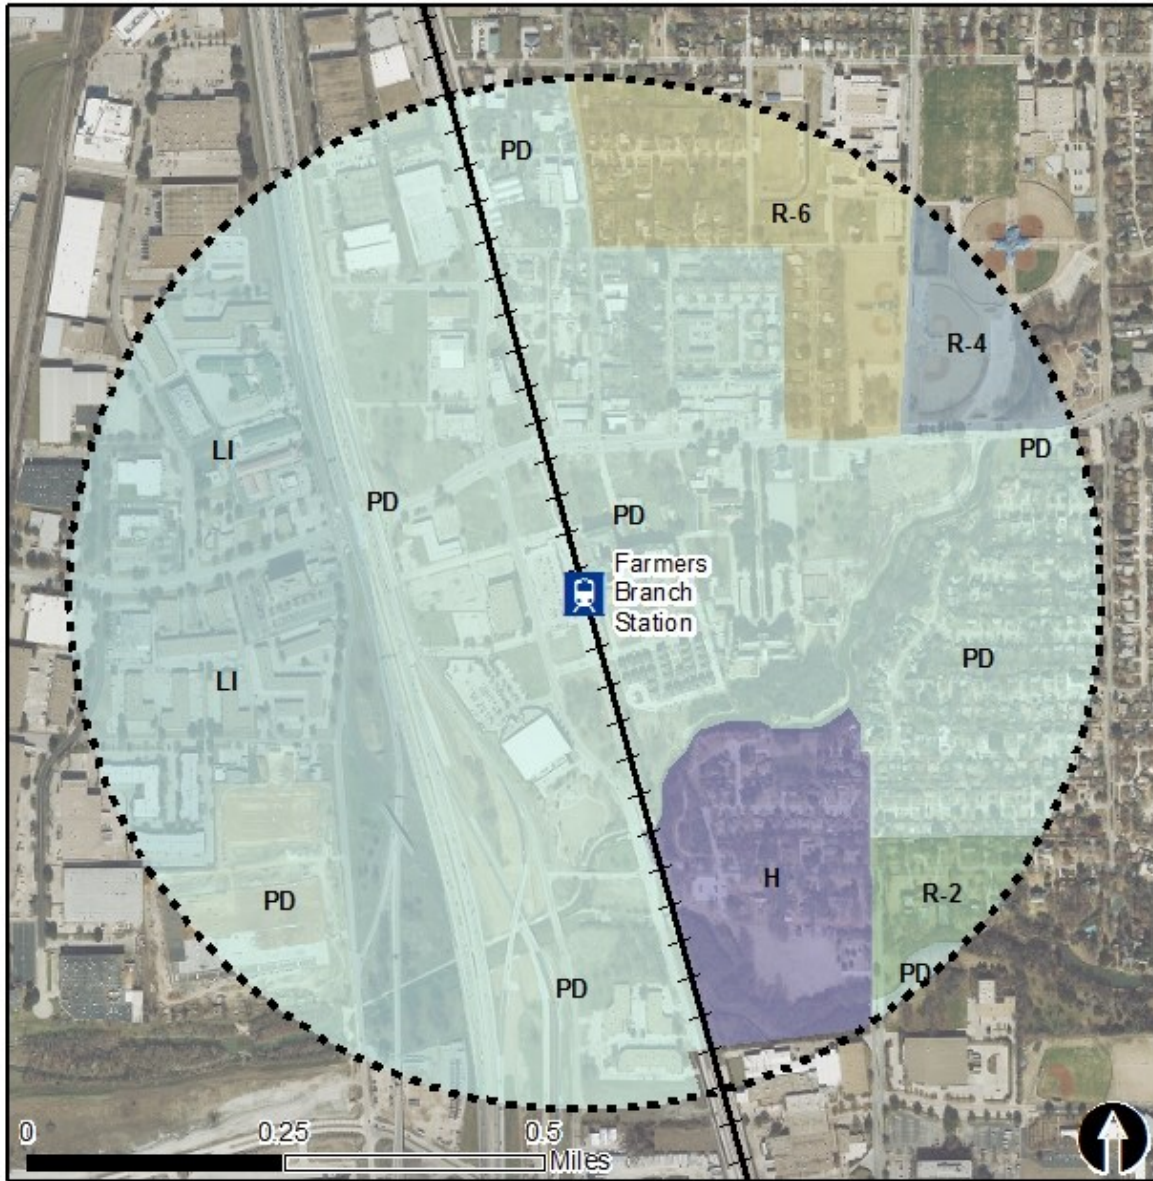 PD
R-6
R-4
LI
PD
PD
PD
Farmers
Branch
Station
PD
LI
H
R-2
PD
PD
PD
0
0.25
0.5
Miles